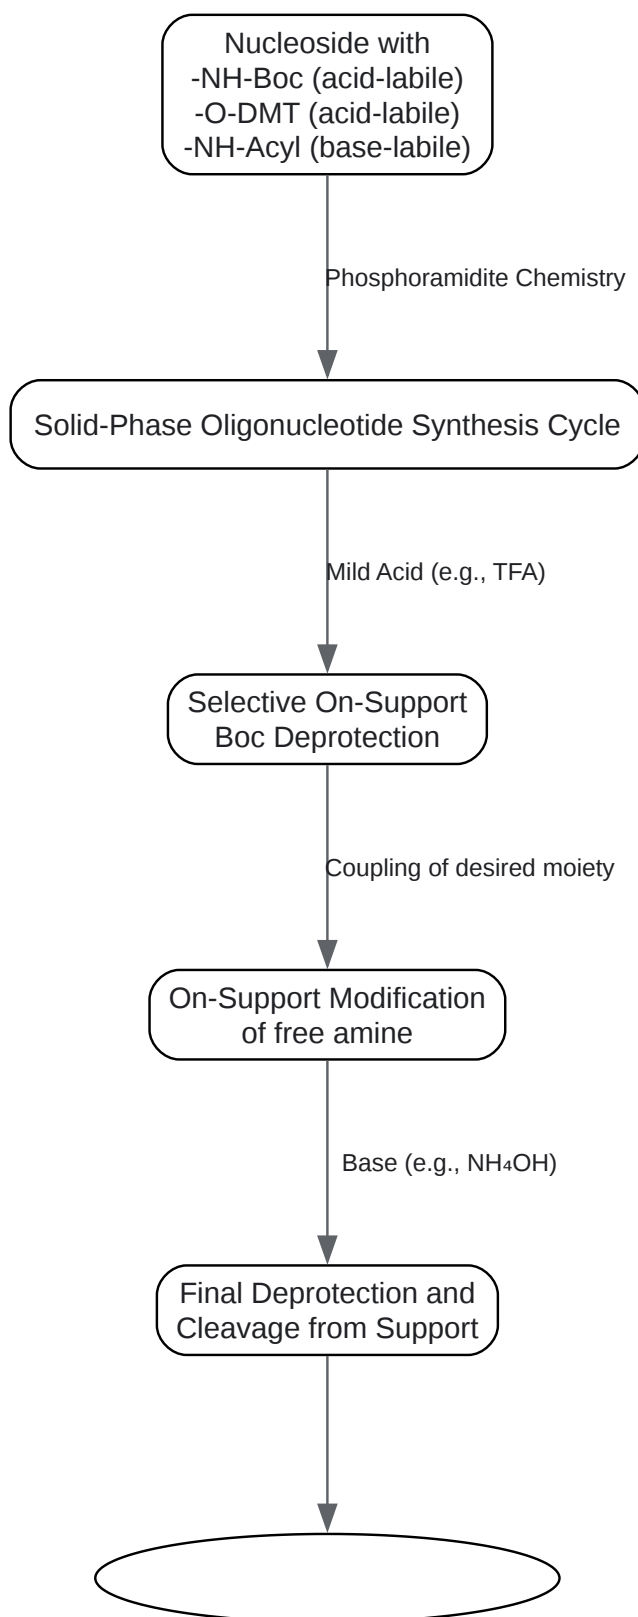 Nucleoside with
-NH-Boc (acid-labile)
-O-DMT (acid-labile)
-NH-Acyl (base-labile)
Phosphoramidite Chemistry
Solid-Phase Oligonucleotide Synthesis Cycle
Mild Acid (e.g., TFA)
Selective On-Support
Boc Deprotection
Coupling of desired moiety
On-Support Modification
of free amine
Base (e.g., NH₄OH)
Final Deprotection and
Cleavage from Support